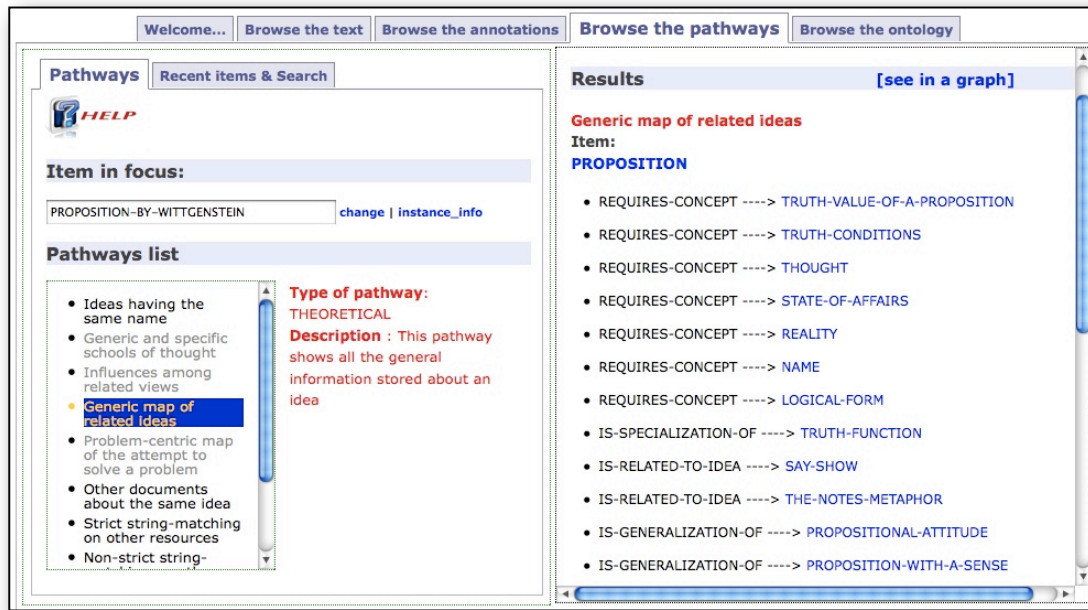 Welcome... Browse the text Browse the annotations Browse the pathways Browse the ontology
Pathways Recent items & Search
HELP
Item in focus:
PROPOSITION-BY-WITTGENSTEIN change | instance_info
Pathways list
• Ideas having the
same name
• Generic and specific
schools of thought
• Influences among
related views
• Generic map of
related ideas
• Problem-centric map
of the attempt to
solve a problem
• Other documents
about the same idea
• Strict string-matching
on other resources
• Non-strict string-
Type of pathway:
THEORETICAL
Description : This pathway
shows all the general
information stored about an
idea
Results [see in a graph]
Generic map of related ideas
Item:
PROPOSITION
• REQUIRES-CONCEPT ----> TRUTH-VALUE-OF-A-PROPOSITION
• REQUIRES-CONCEPT ----> TRUTH-CONDITIONS
• REQUIRES-CONCEPT ----> THOUGHT
• REQUIRES-CONCEPT ----> STATE-OF-AFFAIRS
• REQUIRES-CONCEPT ----> REALITY
• REQUIRES-CONCEPT ----> NAME
• REQUIRES-CONCEPT ----> LOGICAL-FORM
• IS-SPECIALIZATION-OF ----> TRUTH-FUNCTION
• IS-RELATED-TO-IDEA ----> SAY-SHOW
• IS-RELATED-TO-IDEA ----> THE-NOTES-METAPHOR
• IS-GENERALIZATION-OF ----> PROPOSITIONAL-ATTITUDE
• IS-GENERALIZATION-OF ----> PROPOSITION-WITH-A-SENSE